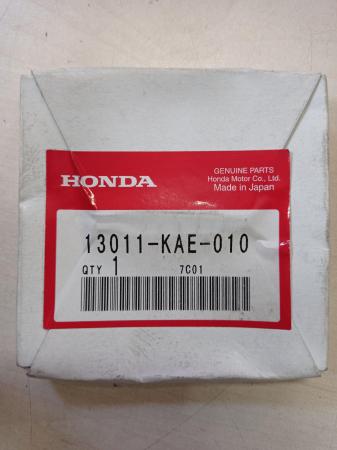 HONDA
GENUINE PARTS
Honda Motor Co., Ltd.
Made in Japan
13011-KAE-010
QTY 1 7C01